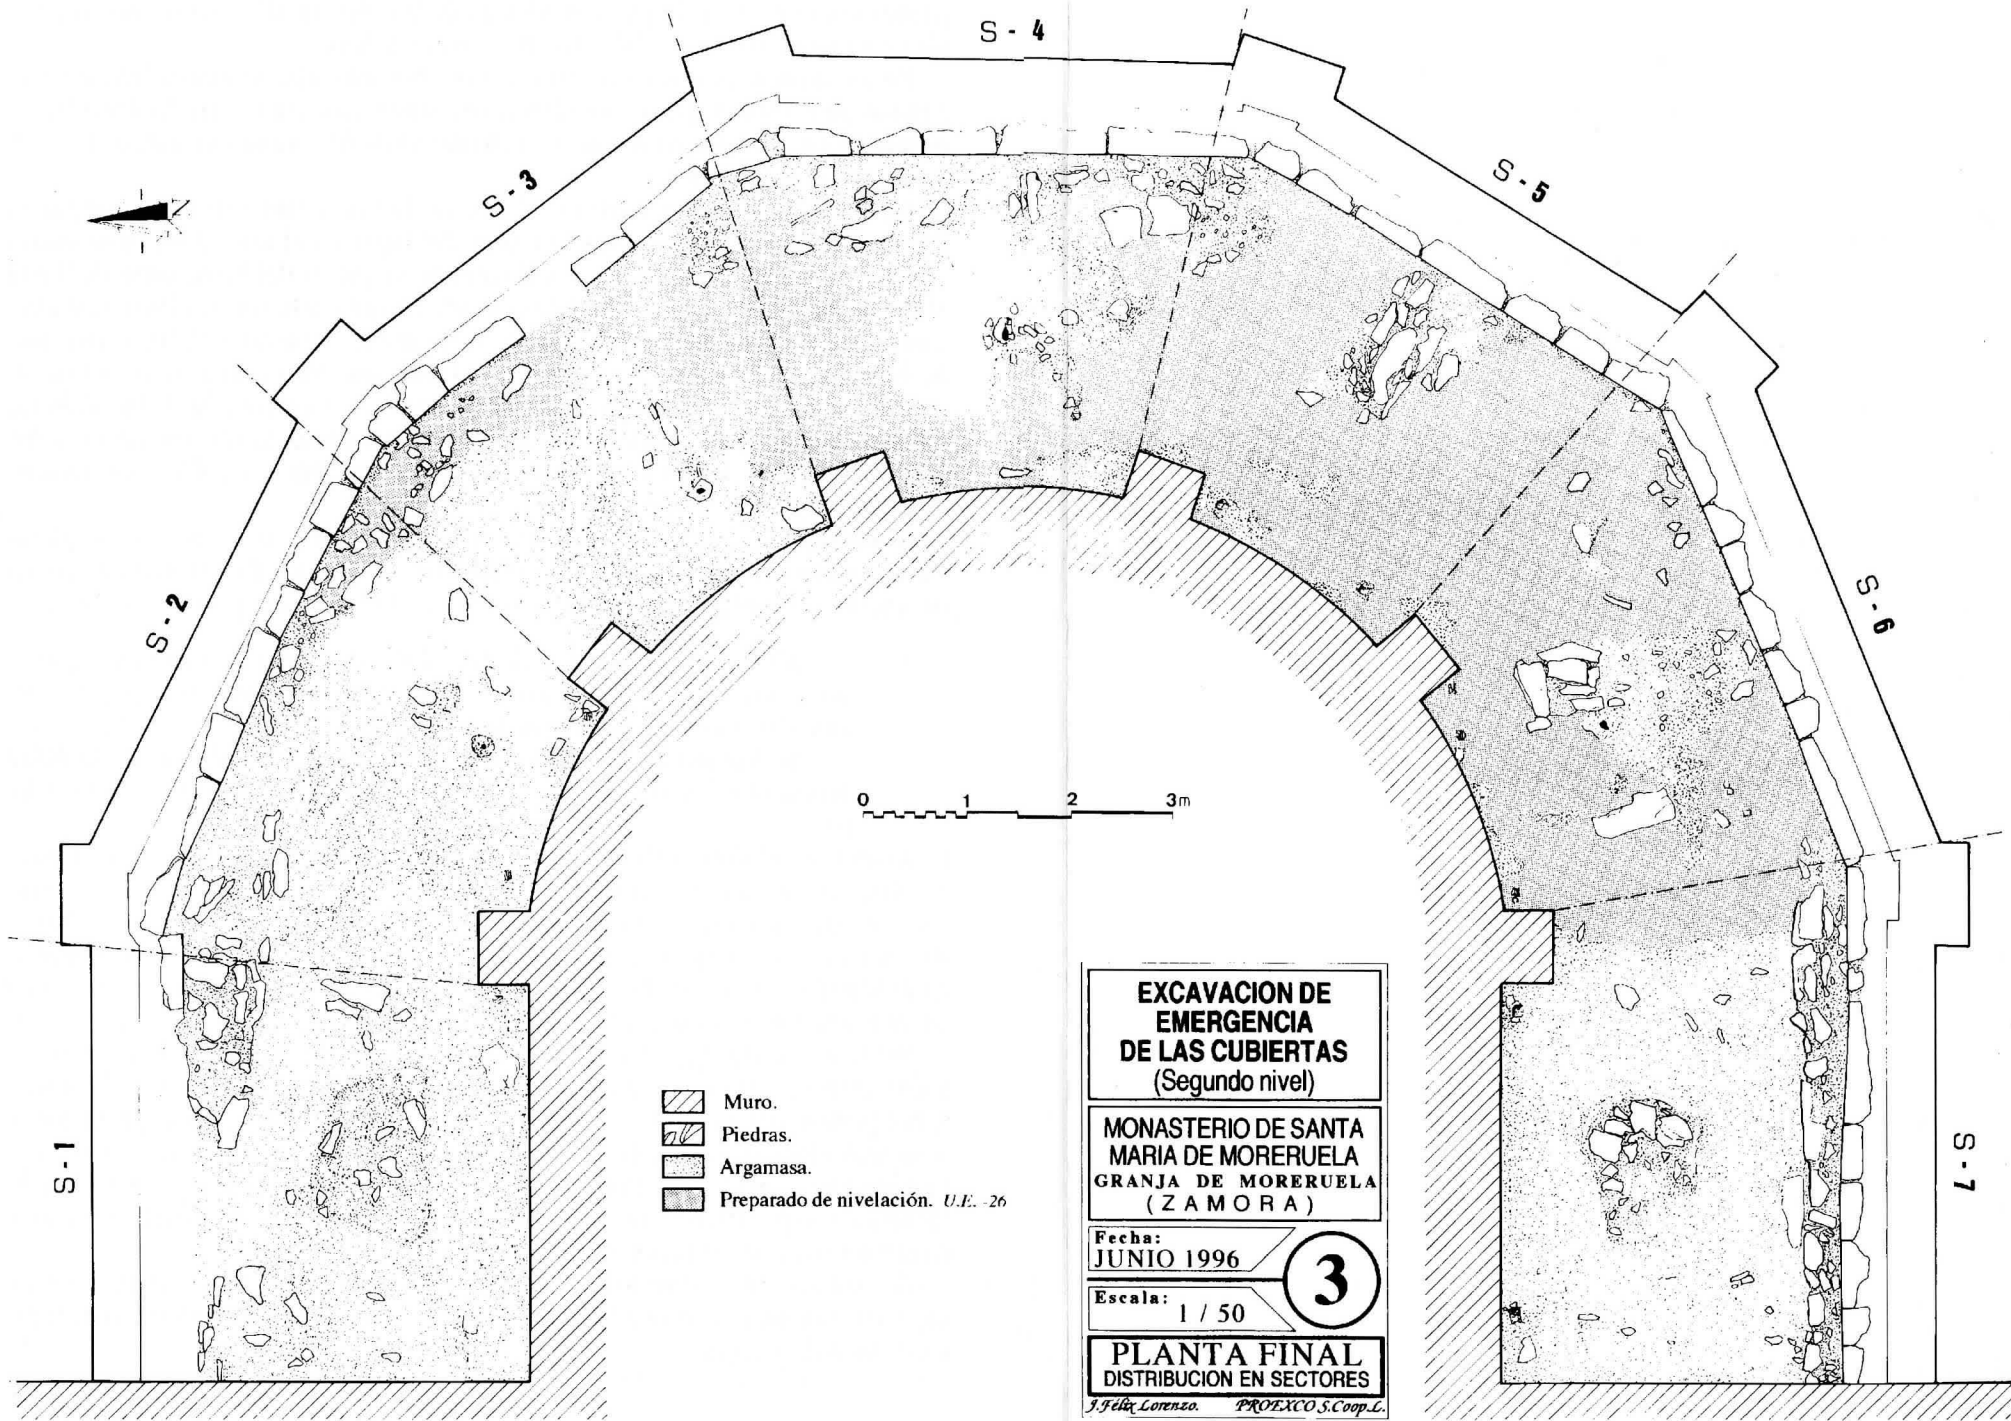 S - 4
S - 3
S - 5
S - 2
S - 6
S - 1
S - 7
0 1 2 3m
Muro.
Piedras.
Argamasa.
Preparado de nivelación. U.E. -26
EXCAVACION DE
EMERGENCIA
DE LAS CUBIERTAS
(Segundo nivel)
MONASTERIO DE SANTA
MARIA DE MORERUELA
GRANJA DE MORERUELA
(ZAMORA)
Fecha:
JUNIO 1996
3
Escala:
1 / 50
PLANTA FINAL
DISTRIBUCION EN SECTORES
J. Félix Lorenzo. PROEXCO S.Coop.L.